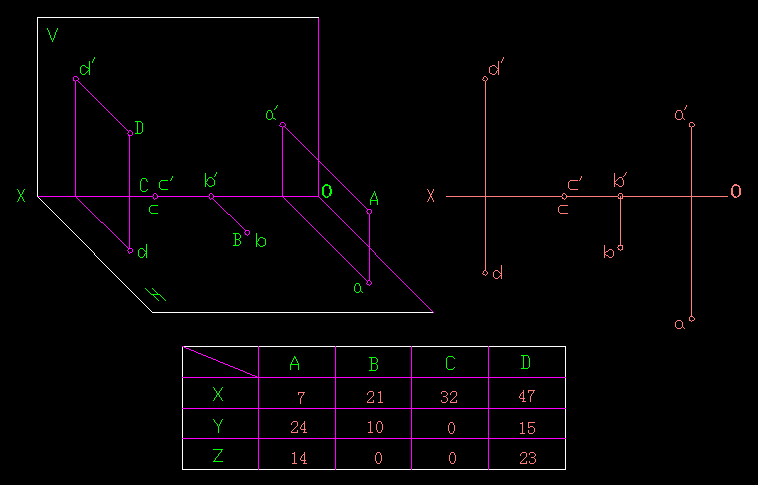 V
d′
D
a′
X
C
c′
c
b′
O
A
B
b
d
a
H
d′
a′
X
c′
c
b′
O
b
d
a
A B C D
X 7 21 32 47
Y 24 10 0 15
Z 14 0 0 23